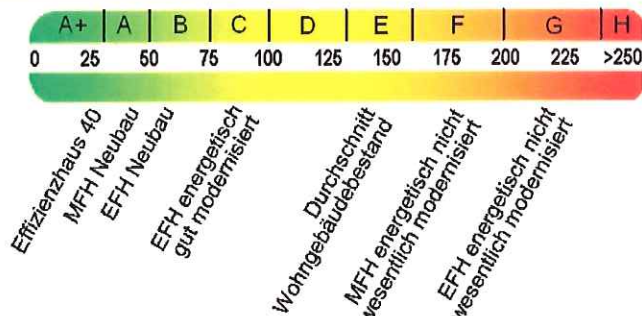 A+ A B C D E F G H
0 25 50 75 100 125 150 175 200 225 >250
Effizienzhaus 40
MFH Neubau
EFH Neubau
EFH energetisch
gut modernisiert
Durchschnitt
Wohngebäudebestand
MFH energetisch nicht
wesentlich modernisiert
EFH energetisch nicht
wesentlich modernisiert